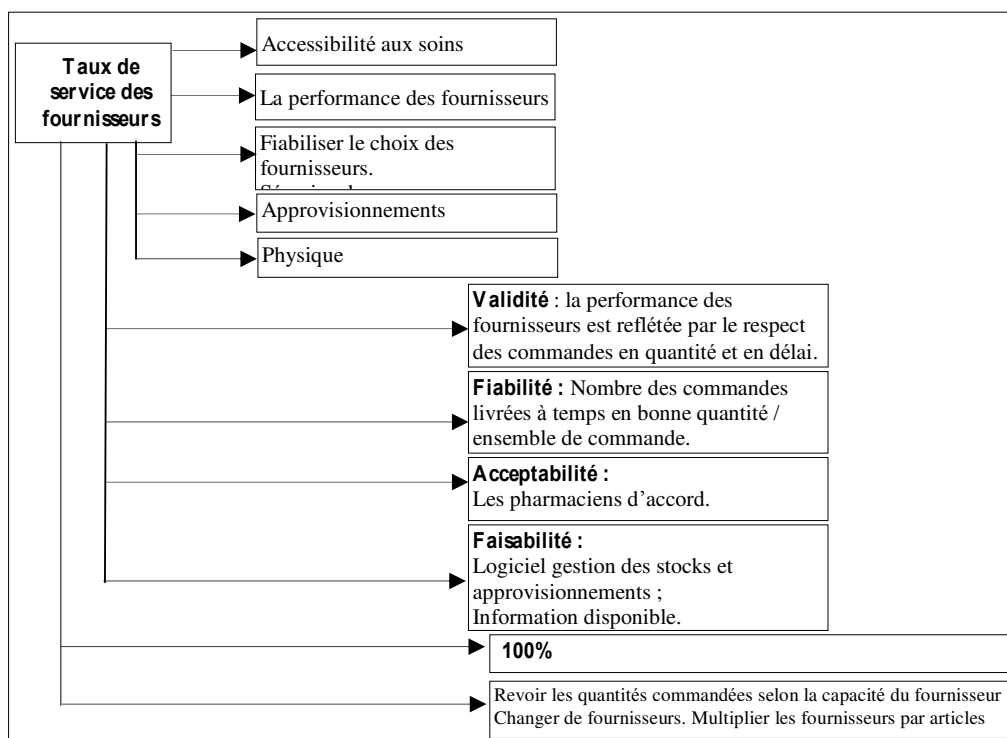 Taux de
service des
fournisseurs
Accessibilité aux soins
La performance des fournisseurs
Fiabiliser le choix des
fournisseurs.
Approvisionnements
Physique
Validité : la performance des
fournisseurs est reflétée par le respect
des commandes en quantité et en délai.
Fiabilité : Nombre des commandes
livrées à temps en bonne quantité /
ensemble de commande.
Acceptabilité :
Les pharmaciens d'accord.
Faisabilité :
Logiciel gestion des stocks et
approvisionnements ;
Information disponible.
100%
Revoir les quantités commandées selon la capacité du fournisseur
Changer de fournisseurs. Multiplier les fournisseurs par articles